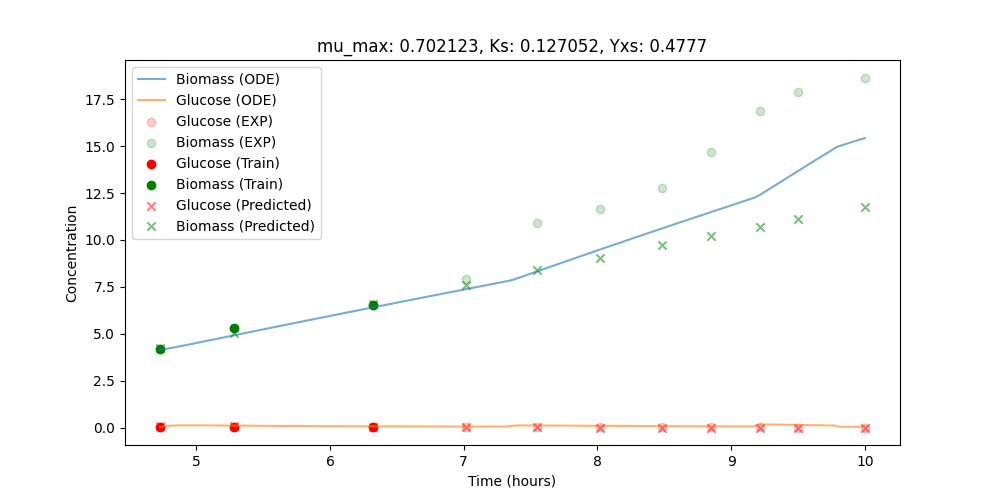 mu_max: 0.702123, Ks: 0.127052, Yxs: 0.4777
Biomass (ODE)
Glucose (ODE)
Glucose (EXP)
Biomass (EXP)
Glucose (Train)
Biomass (Train)
Glucose (Predicted)
Biomass (Predicted)
Concentration
17.5
15.0
12.5
10.0
7.5
5.0
2.5
0.0
5 6 7 8 9 10
Time (hours)